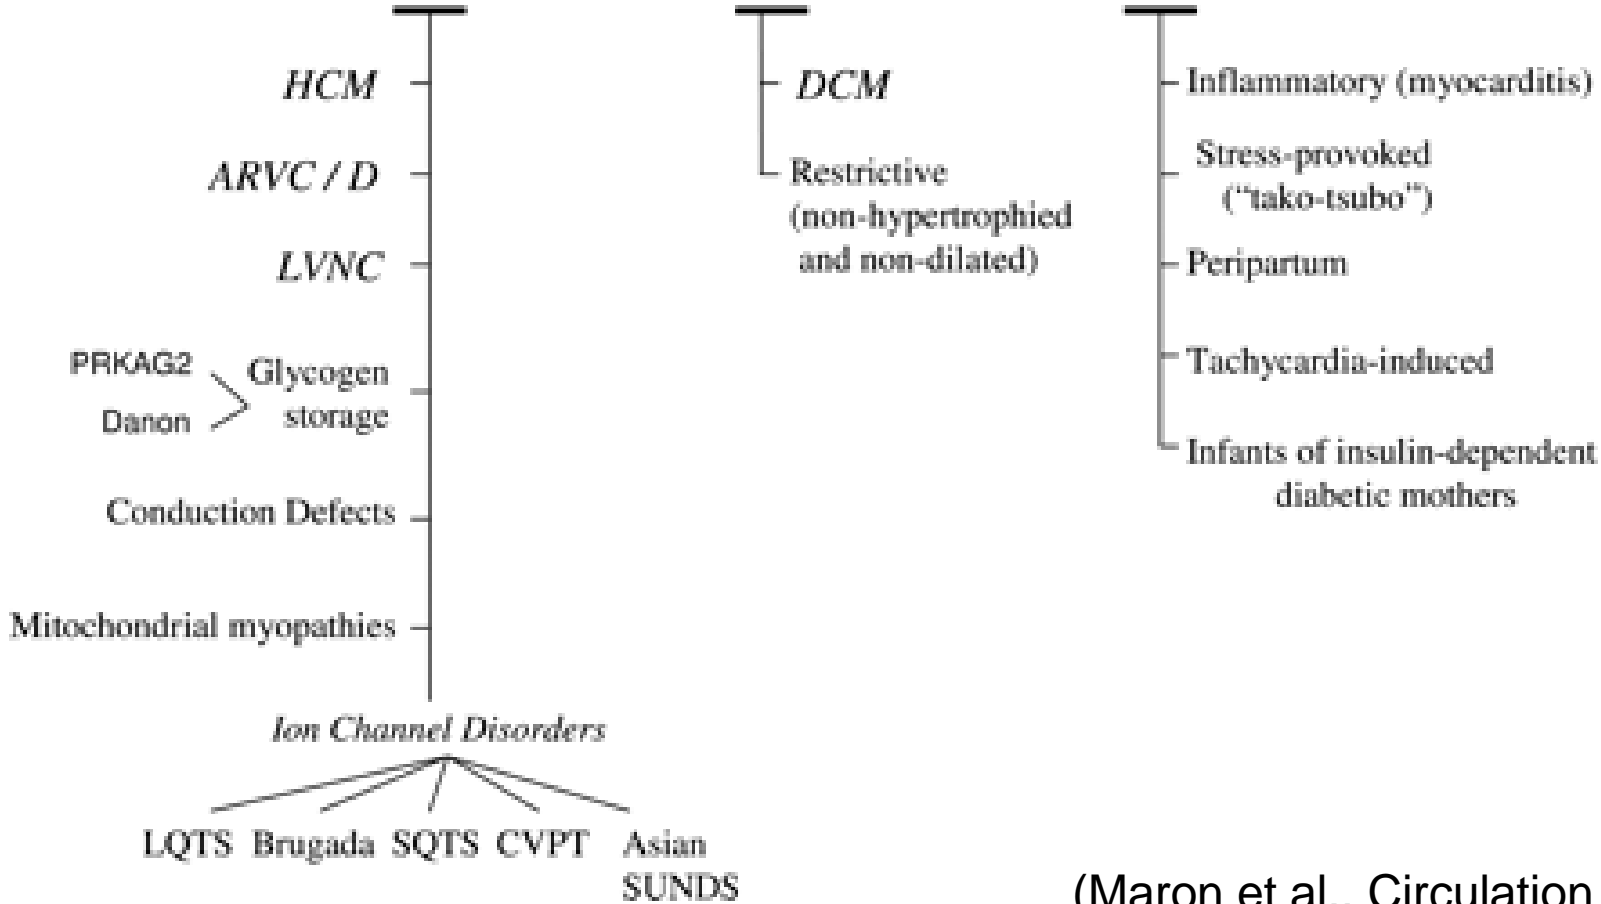 HCM
ARVC / D
LVNC
PRKAG2
Danon
Glycogen
storage
Conduction Defects
Mitochondrial myopathies
Ion Channel Disorders
LQTS
Brugada
SQTS
CVPT
Asian
SUNDS
DCM
Restrictive
(non-hypertrophied
and non-dilated)
Inflammatory (myocarditis)
Stress-provoked
(“tako-tsubo”)
Peripartum
Tachycardia-induced
Infants of insulin-dependent
diabetic mothers
(Maron et al., Circulation